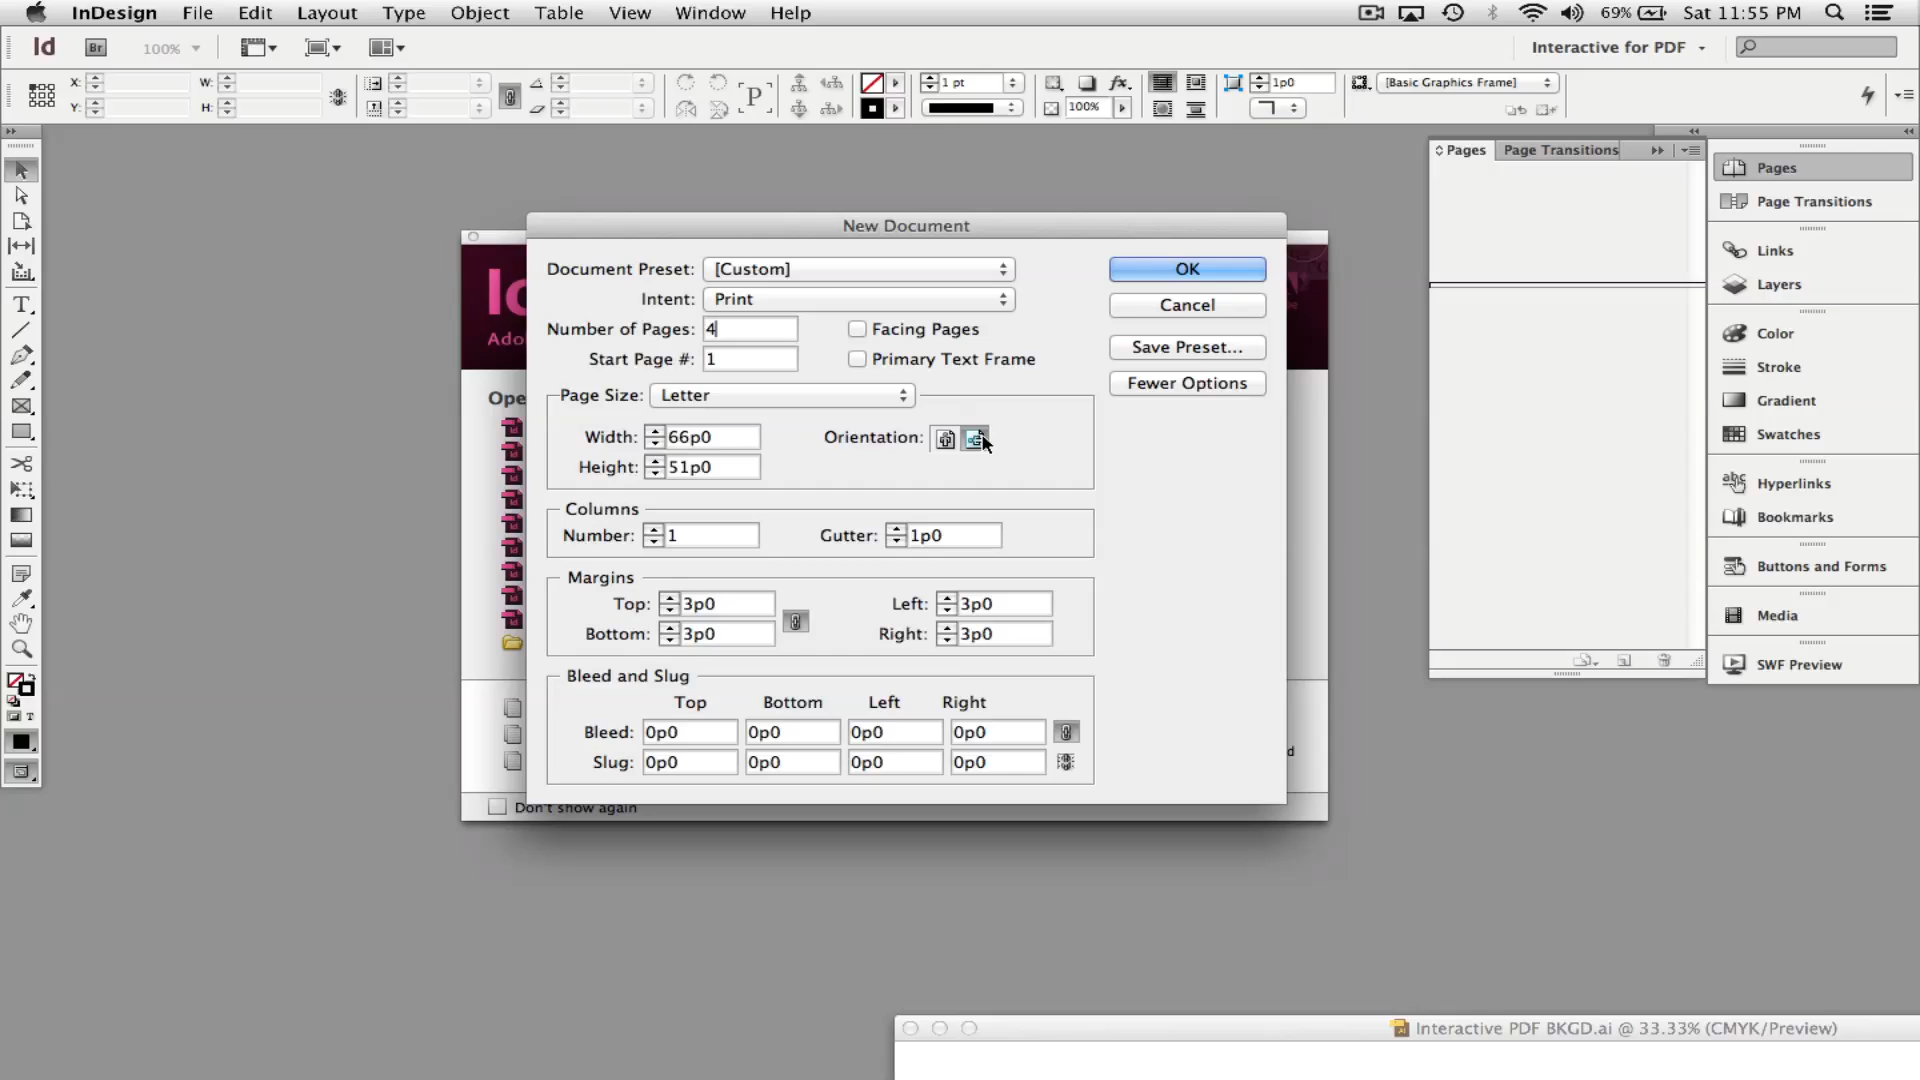 InDesign File Edit Layout Type Object Table View Window Help 69% Sat 11:55 PM
Id Br 100% Interactive for PDF
X: W: 1 pt fx. 1p0 [Basic Graphics Frame]
Y: H: P 100%
Pages Page Transitions
Pages
Page Transitions
Links
Layers
Color
Stroke
Gradient
Swatches
Hyperlinks
Bookmarks
Buttons and Forms
Media
SWF Preview
New Document
Document Preset: [Custom] OK
Intent: Print Cancel
Number of Pages: 4 Facing Pages
Save Preset...
Start Page #: 1 Primary Text Frame
Fewer Options
Page Size: Letter
Width: 66p0 Orientation:
Height: 51p0
Columns
Number: 1 Gutter: 1p0
Margins
Top: 3p0 Left: 3p0
Bottom: 3p0 Right: 3p0
Bleed and Slug
Top Bottom Left Right
Bleed: 0p0 0p0 0p0 0p0
Slug: 0p0 0p0 0p0 0p0
Ado
Ope
d
Don't show again
Interactive PDF BKGD.ai @ 33.33% (CMYK/Preview)